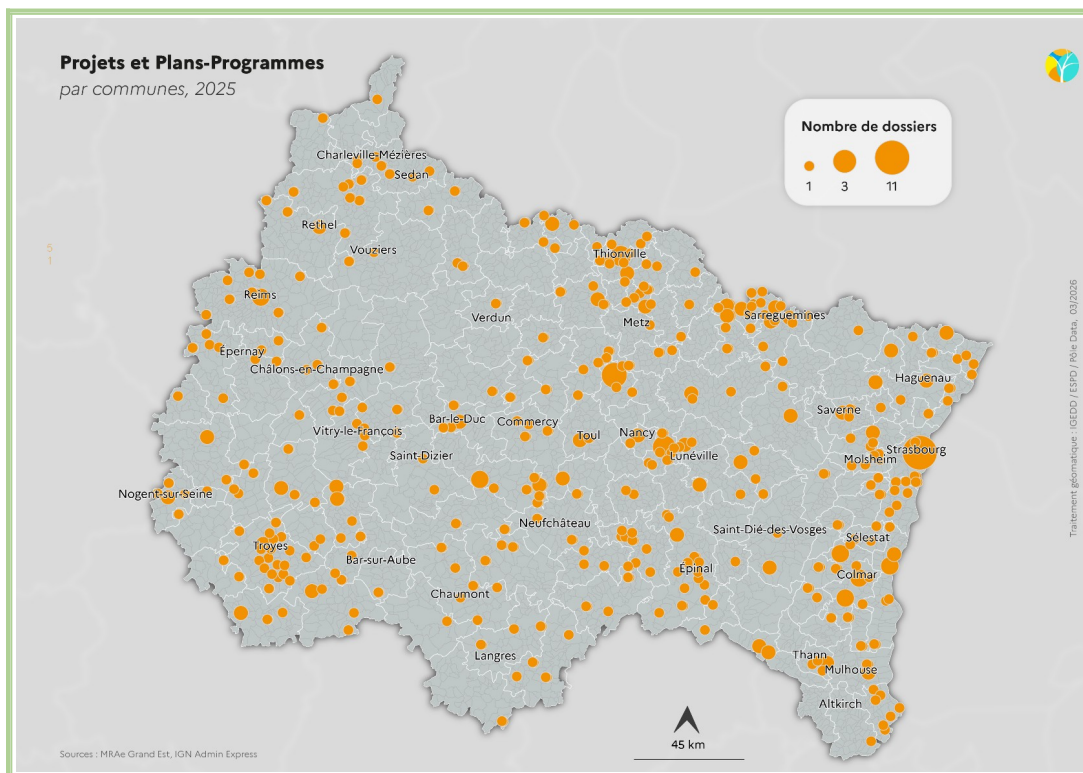 Projets et Plans-Programmes
par communes, 2025
Nombre de dossiers
1 3 11
Charleville-Mézières
Sedan
Rethel
Vouziers
5
1
Thionville
Reims
Verdun
Metz
Sarreguemines
Épernay
Châlons-en-Champagne
Haguenau
Saverne
Bar-le-Duc
Commercy
Vitry-le-François
Toul
Nancy
Lunéville
Strasbourg
Saint-Dizier
Molsheim
Nogent-sur-Seine
Neufchâteau
Saint-Dié-des-Vosges
Sélestat
Troyes
Bar-sur-Aube
Épinal
Colmar
Chaumont
Langres
Thann
Mulhouse
Altkirch
45 km
Sources : MRAe Grand Est, IGN Admin Express
Traitement géomatique : IGEDD / ESPD / Pôle Data, 03/2026